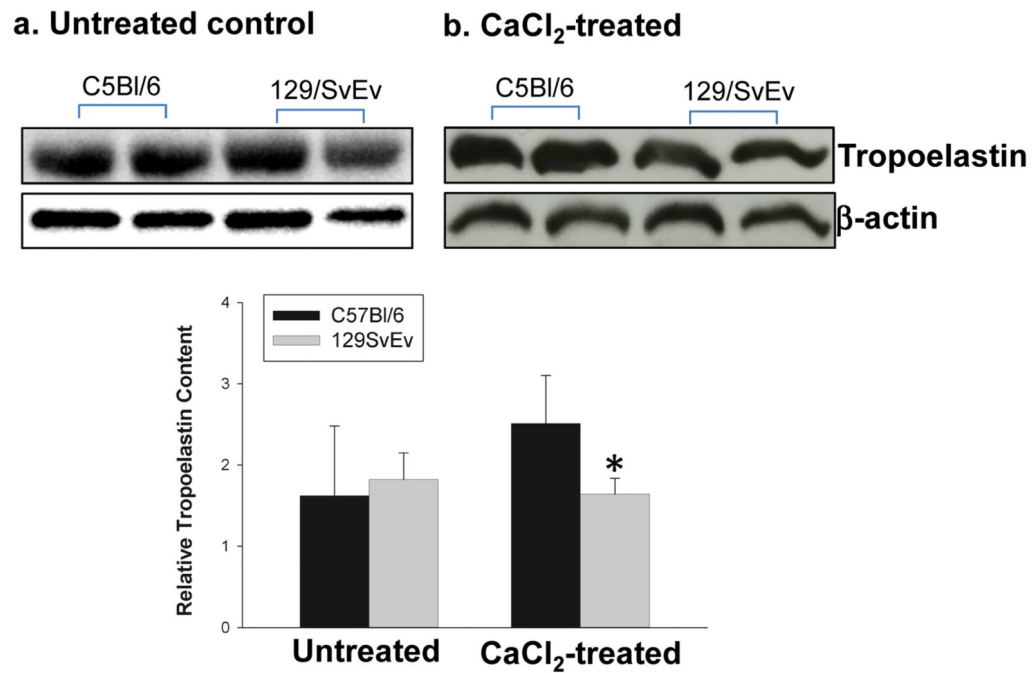 a. Untreated control
b. CaCl₂-treated
C5Bl/6
129/SvEv
C5Bl/6
129/SvEv
Tropoelastin
β-actin
Relative Tropoelastin Content
4
3
2
1
0
C57Bl/6
129SvEv
*
Untreated
CaCl₂-treated